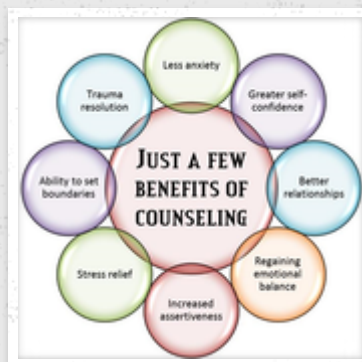 JUST A FEW
BENEFITS OF
COUNSELING
Less anxiety
Greater self-
confidence
Better
relationships
Regaining
emotional
balance
Increased
assertiveness
Stress relief
Ability to set
boundaries
Trauma
resolution